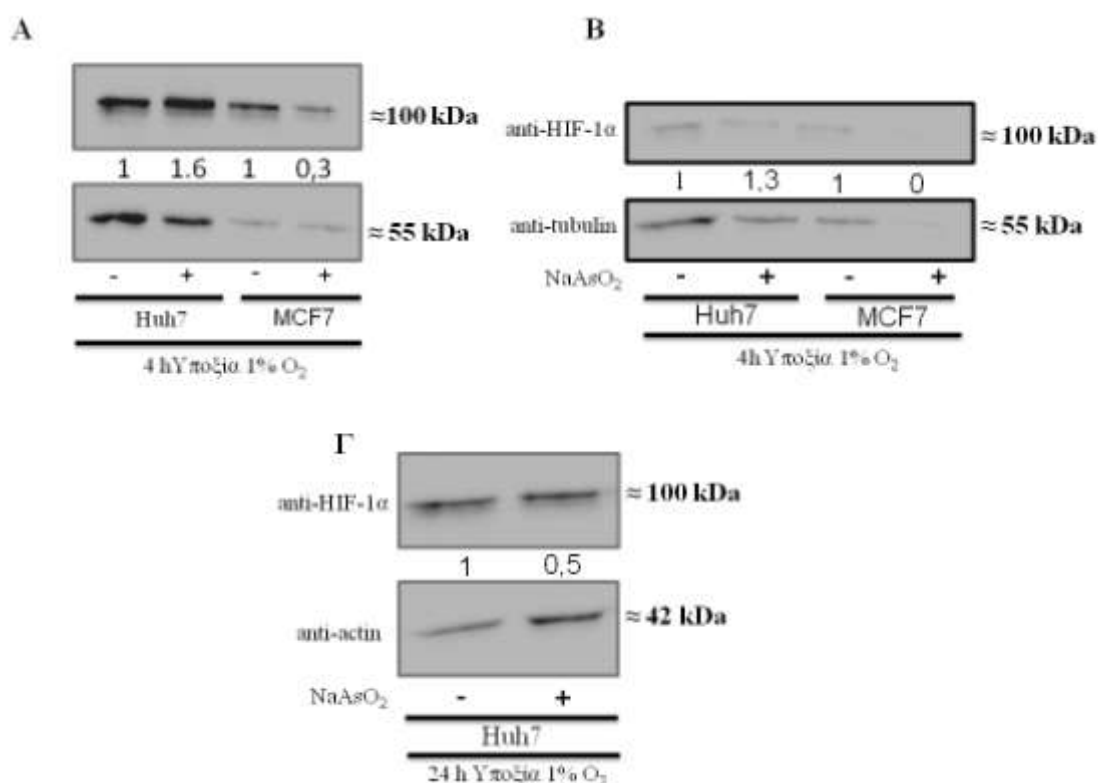 Α
≈100 kDa
1 1.6 1 0,3
≈55 kDa
- + - +
Huh7 MCF7
4 h Υποξία 1% O₂
Β
anti-HIF-1α ≈ 100 kDa
1 1,3 1 0
anti-tubulin ≈ 55 kDa
NaAsO₂ - + - +
Huh7 MCF7
4h Υποξία 1% O₂
Γ
anti-HIF-1α ≈ 100 kDa
1 0,5
anti-actin ≈ 42 kDa
NaAsO₂ - +
Huh7
24 h Υποξία 1% O₂